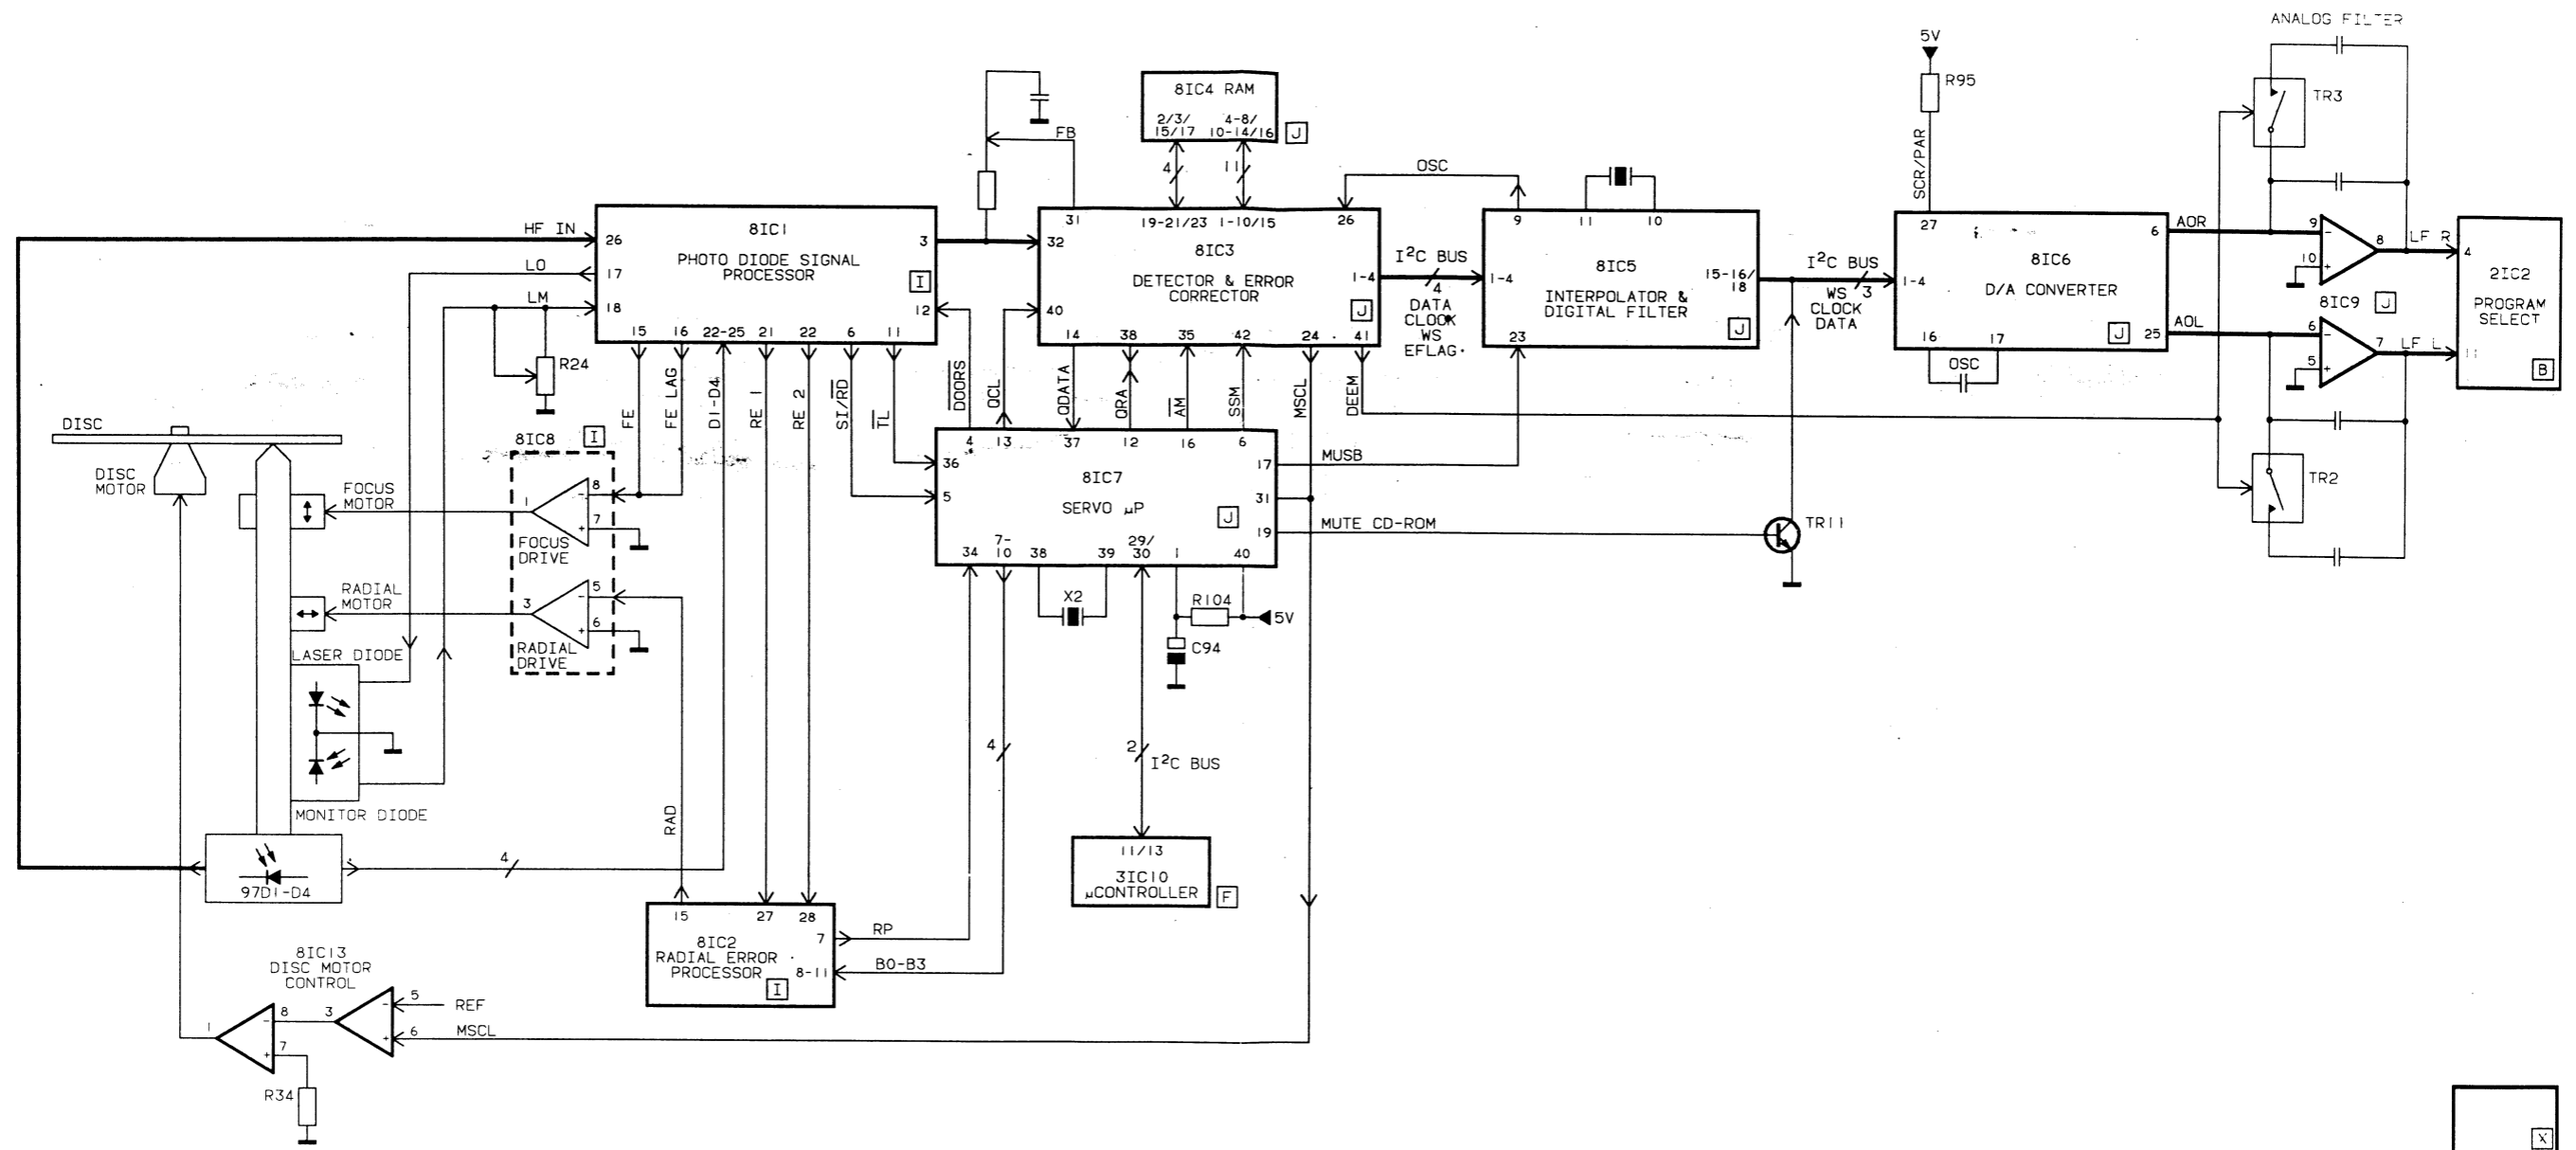 ANALOG FILTER
5V
R95
TR3
SCR/PAR
8IC4 RAM
2/3/
15/17
4-8/
10-14/16
J
4
11
FB
OSC
HF IN
26
8IC1
PHOTO DIODE SIGNAL
PROCESSOR
3
I
12
LO
17
LM
18
15
16
22-25
21
22
6
11
R24
31
19-21/23
1-10/15
26
32
8IC3
DETECTOR & ERROR
CORRECTOR
1-4
J
40
14
38
35
42
24
41
I²C BUS
4
DATA
CLOCK
WS
EFLAG
9
11
10
1-4
8IC5
INTERPOLATOR &
DIGITAL FILTER
15-16/
18
J
23
I²C BUS
3
WS
CLOCK
DATA
27
6
1-4
8IC6
D/A CONVERTER
J
25
16
17
OSC
AOR
AOL
9
10
8
LF R
8IC9
J
6
5
7
LF L
4
2IC2
PROGRAM
SELECT
11
B
TR2
FE
FE LAG
D1-D4
RE 1
RE 2
SI/RD
TL
DOORS
QCL
QDATA
QRA
AM
SSM
MSCL
DEEM
DISC
DISC
MOTOR
FOCUS
MOTOR
RADIAL
MOTOR
8IC8
I
1
8
7
FOCUS
DRIVE
3
5
6
RADIAL
DRIVE
LASER DIODE
MONITOR DIODE
97D1-D4
4
4
13
37
12
16
6
36
5
8IC7
SERVO µP
J
17
31
19
MUSB
MUTE CD-ROM
TR11
34
7-
10
38
39
29/
30
1
40
X2
R104
5V
C94
4
2
I²C BUS
11/13
3IC10
µCONTROLLER
F
RAD
15
27
28
8IC2
RADIAL ERROR
PROCESSOR
I
7
8-11
RP
B0-B3
8IC13
DISC MOTOR
CONTROL
1
8
7
3
5
REF
6
MSCL
R34
X